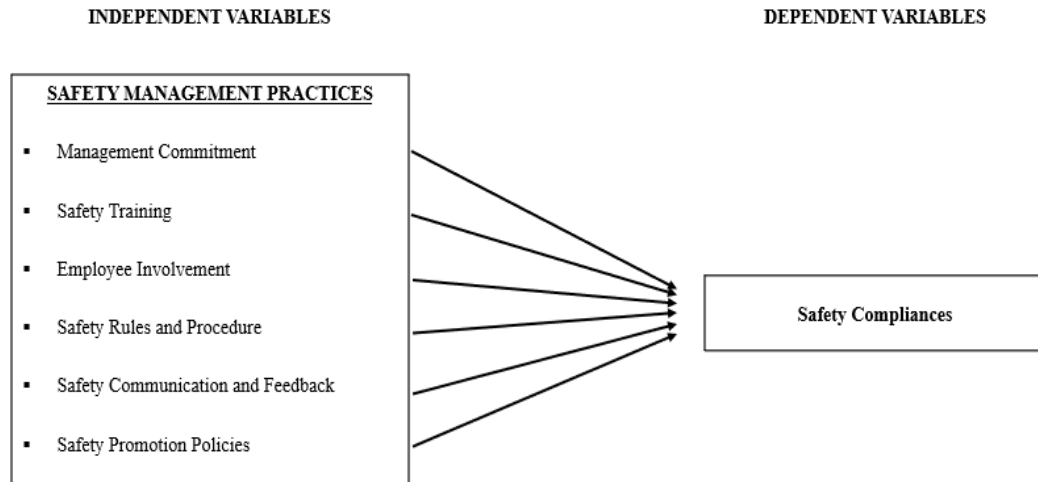 INDEPENDENT VARIABLES
DEPENDENT VARIABLES
SAFETY MANAGEMENT PRACTICES
▪ Management Commitment
▪ Safety Training
▪ Employee Involvement
▪ Safety Rules and Procedure
▪ Safety Communication and Feedback
▪ Safety Promotion Policies
Safety Compliances